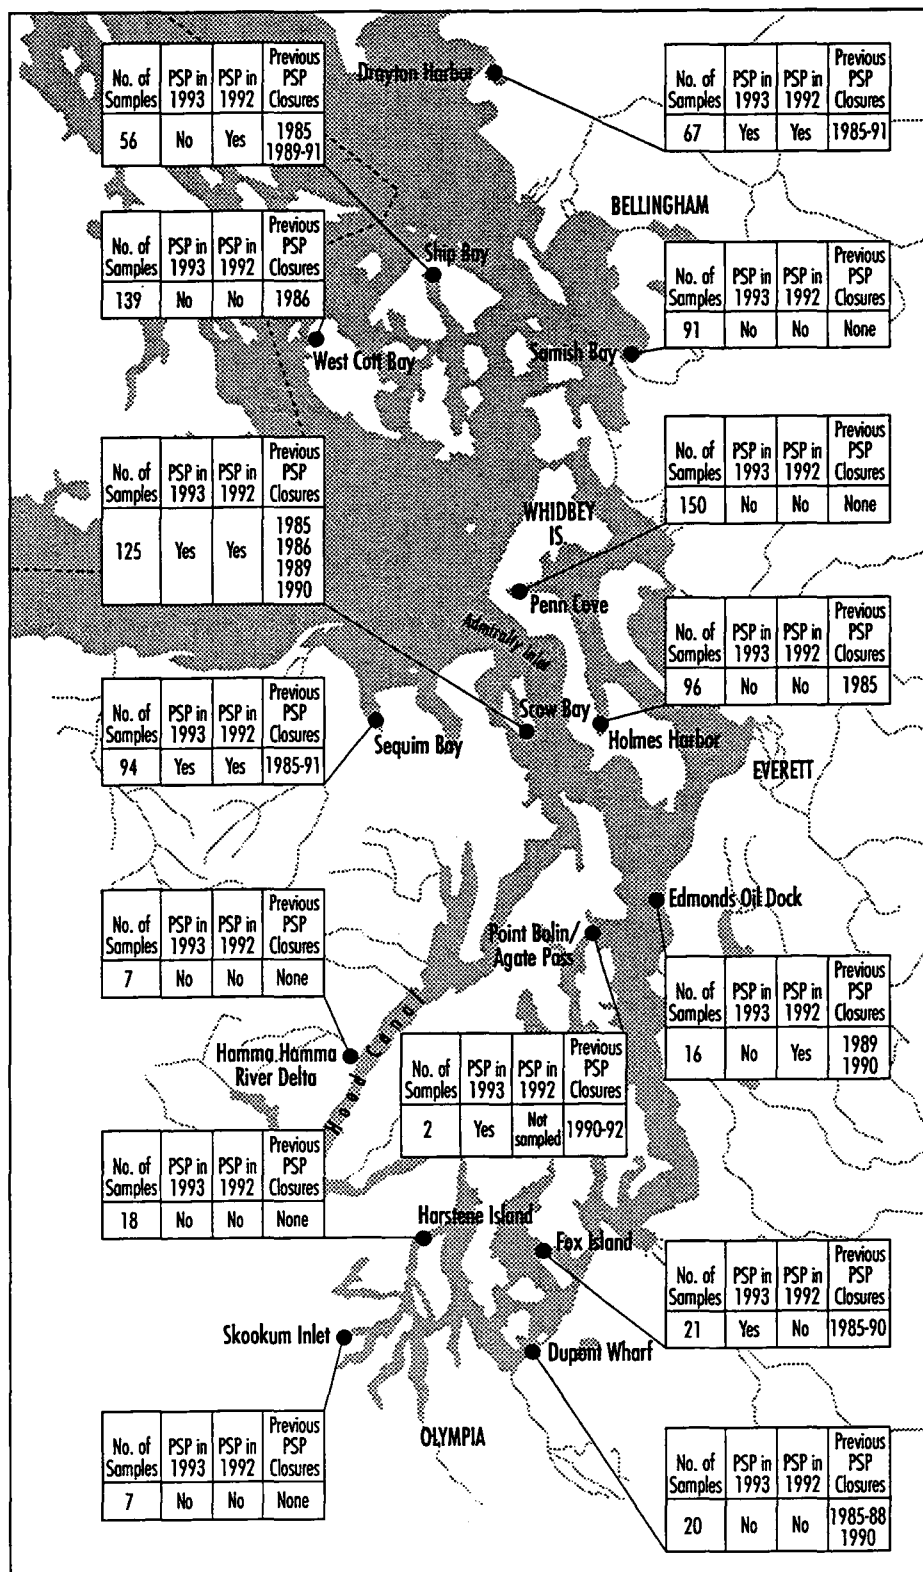 No. of Samples PSP in 1993 PSP in 1992 Previous PSP Closures
56 No Yes 1985 1989-91
Drayton Harbor
No. of Samples PSP in 1993 PSP in 1992 Previous PSP Closures
67 Yes Yes 1985-91
BELLINGHAM
No. of Samples PSP in 1993 PSP in 1992 Previous PSP Closures
139 No No 1986
Ship Bay
West Cott Bay
No. of Samples PSP in 1993 PSP in 1992 Previous PSP Closures
91 No No None
Samish Bay
No. of Samples PSP in 1993 PSP in 1992 Previous PSP Closures
125 Yes Yes 1985 1986 1989 1990
No. of Samples PSP in 1993 PSP in 1992 Previous PSP Closures
150 No No None
WHIDBEY
IS.
Penn Cove
Admiralty Inlet
No. of Samples PSP in 1993 PSP in 1992 Previous PSP Closures
96 No No 1985
Scow Bay
Holmes Harbor
No. of Samples PSP in 1993 PSP in 1992 Previous PSP Closures
94 Yes Yes 1985-91
Sequim Bay
EVERETT
Edmonds Oil Dock
Point Bolin/
Agate Pass
No. of Samples PSP in 1993 PSP in 1992 Previous PSP Closures
7 No No None
Hamma Hamma
River Delta
Hood Canal
No. of Samples PSP in 1993 PSP in 1992 Previous PSP Closures
16 No Yes 1989 1990
No. of Samples PSP in 1993 PSP in 1992 Previous PSP Closures
2 Yes Not sampled 1990-92
No. of Samples PSP in 1993 PSP in 1992 Previous PSP Closures
18 No No None
Harstene Island
Fox Island
No. of Samples PSP in 1993 PSP in 1992 Previous PSP Closures
21 Yes No 1985-90
Skookum Inlet
Dupont Wharf
OLYMPIA
No. of Samples PSP in 1993 PSP in 1992 Previous PSP Closures
7 No No None
No. of Samples PSP in 1993 PSP in 1992 Previous PSP Closures
20 No No 1985-88 1990